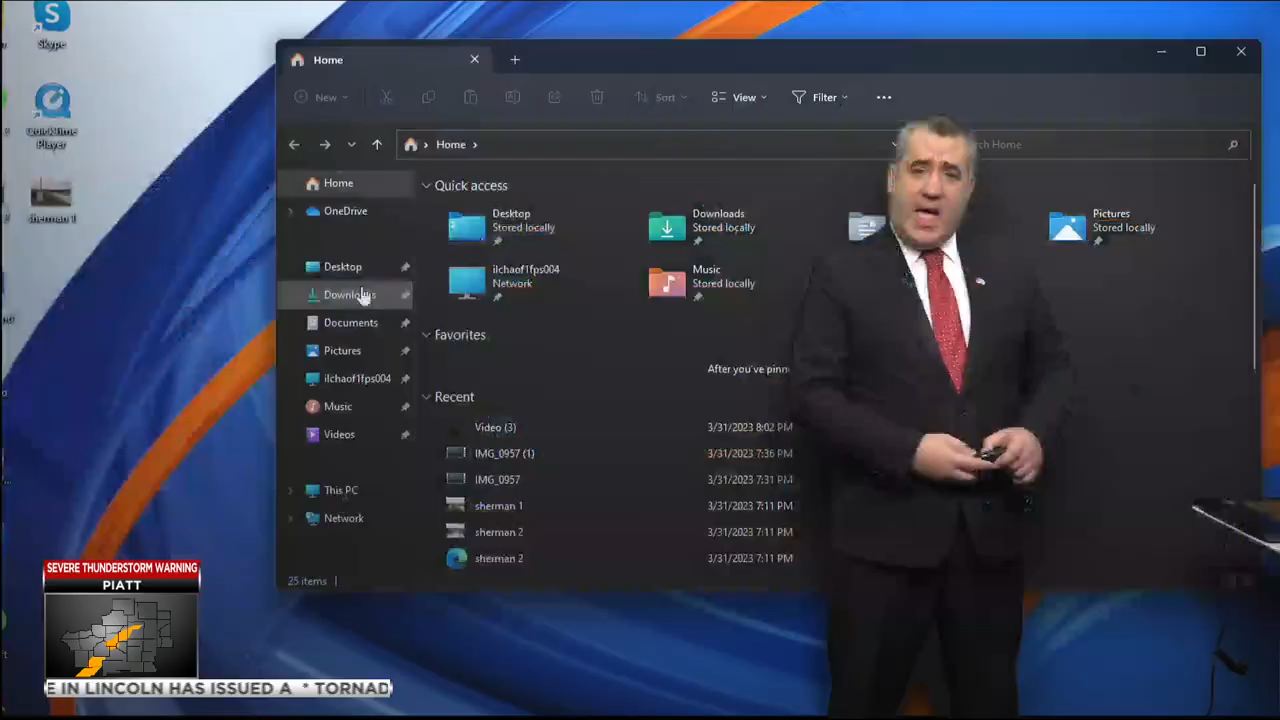 Skype
QuickTime
Player
sherman 1
Home
New
Sort
View
Filter
Home
Home
OneDrive
Desktop
Downloads
Documents
Pictures
ilchaof1fps004
Music
Videos
This PC
Network
Quick access
Desktop
Stored locally
Downloads
Stored locally
Pictures
Stored locally
ilchaof1fps004
Network
Music
Stored locally
Favorites
After you've pinn
Recent
Video (3) 3/31/2023 8:02 PM
IMG_0957 (1) 3/31/2023 7:36 PM
IMG_0957 3/31/2023 7:31 PM
sherman 1 3/31/2023 7:11 PM
sherman 2 3/31/2023 7:11 PM
sherman 2 3/31/2023 7:11 PM
25 items
SEVERE THUNDERSTORM WARNING
PIATT
E IN LINCOLN HAS ISSUED A * TORNAD